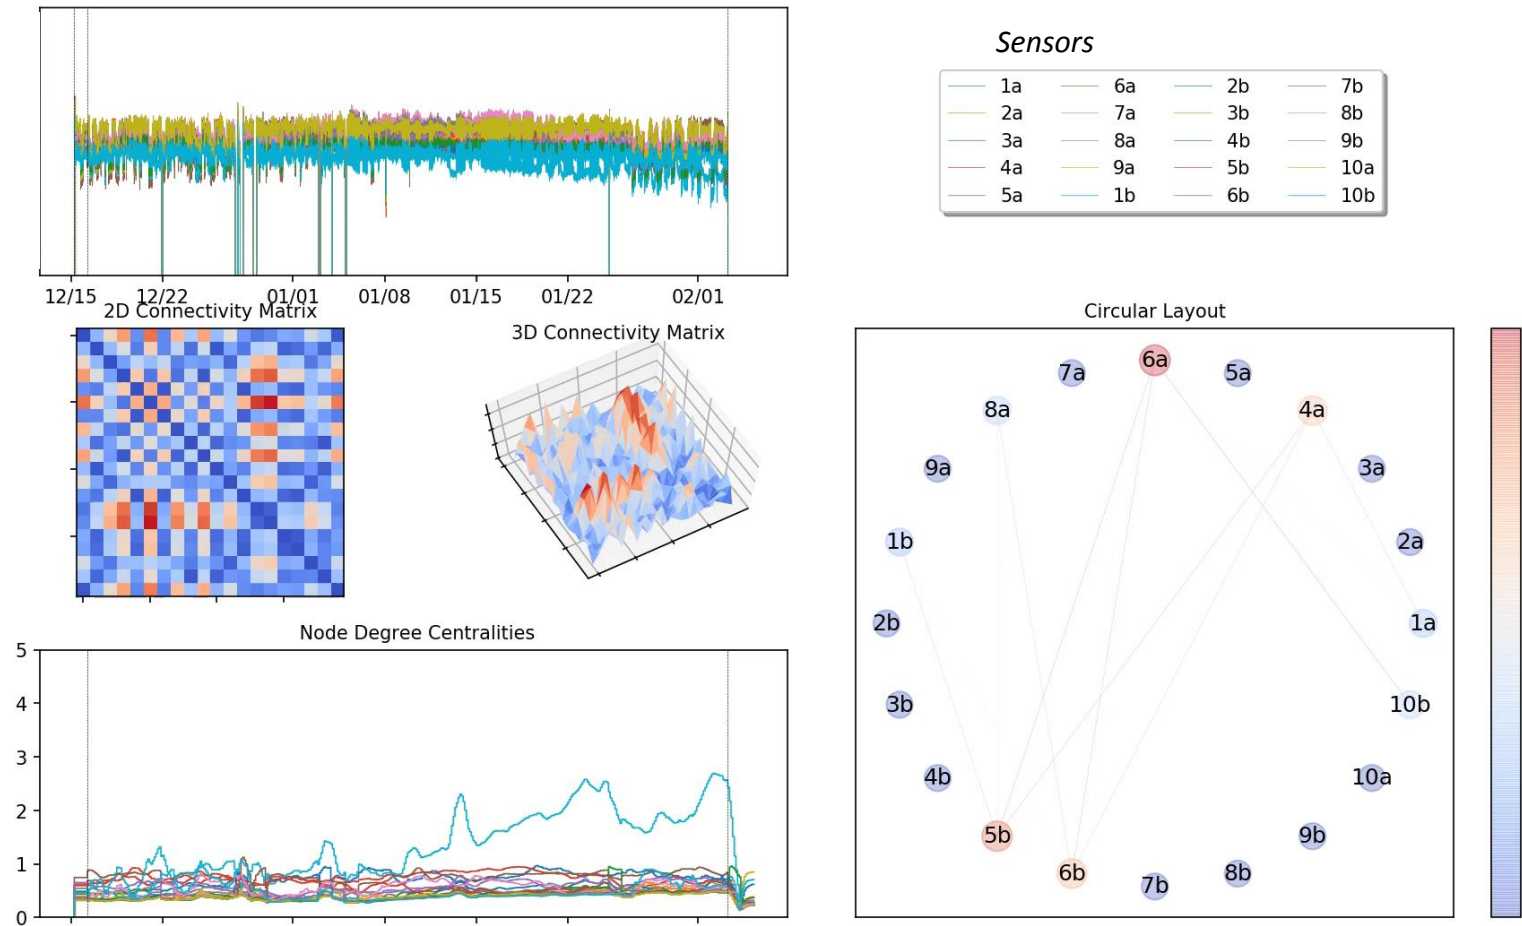 Sensors
1a 6a 2b 7b
2a 7a 3b 8b
3a 8a 4b 9b
4a 9a 5b 10a
5a 1b 6b 10b
12/15 12/22 01/01 01/08 01/15 01/22 02/01
2D Connectivity Matrix
3D Connectivity Matrix
Node Degree Centralities
5
4
3
2
1
0
Circular Layout
6a
7a 5a
8a 4a
9a 3a
1b 2a
2b 1a
3b 10b
4b 10a
5b 9b
6b 8b
7b